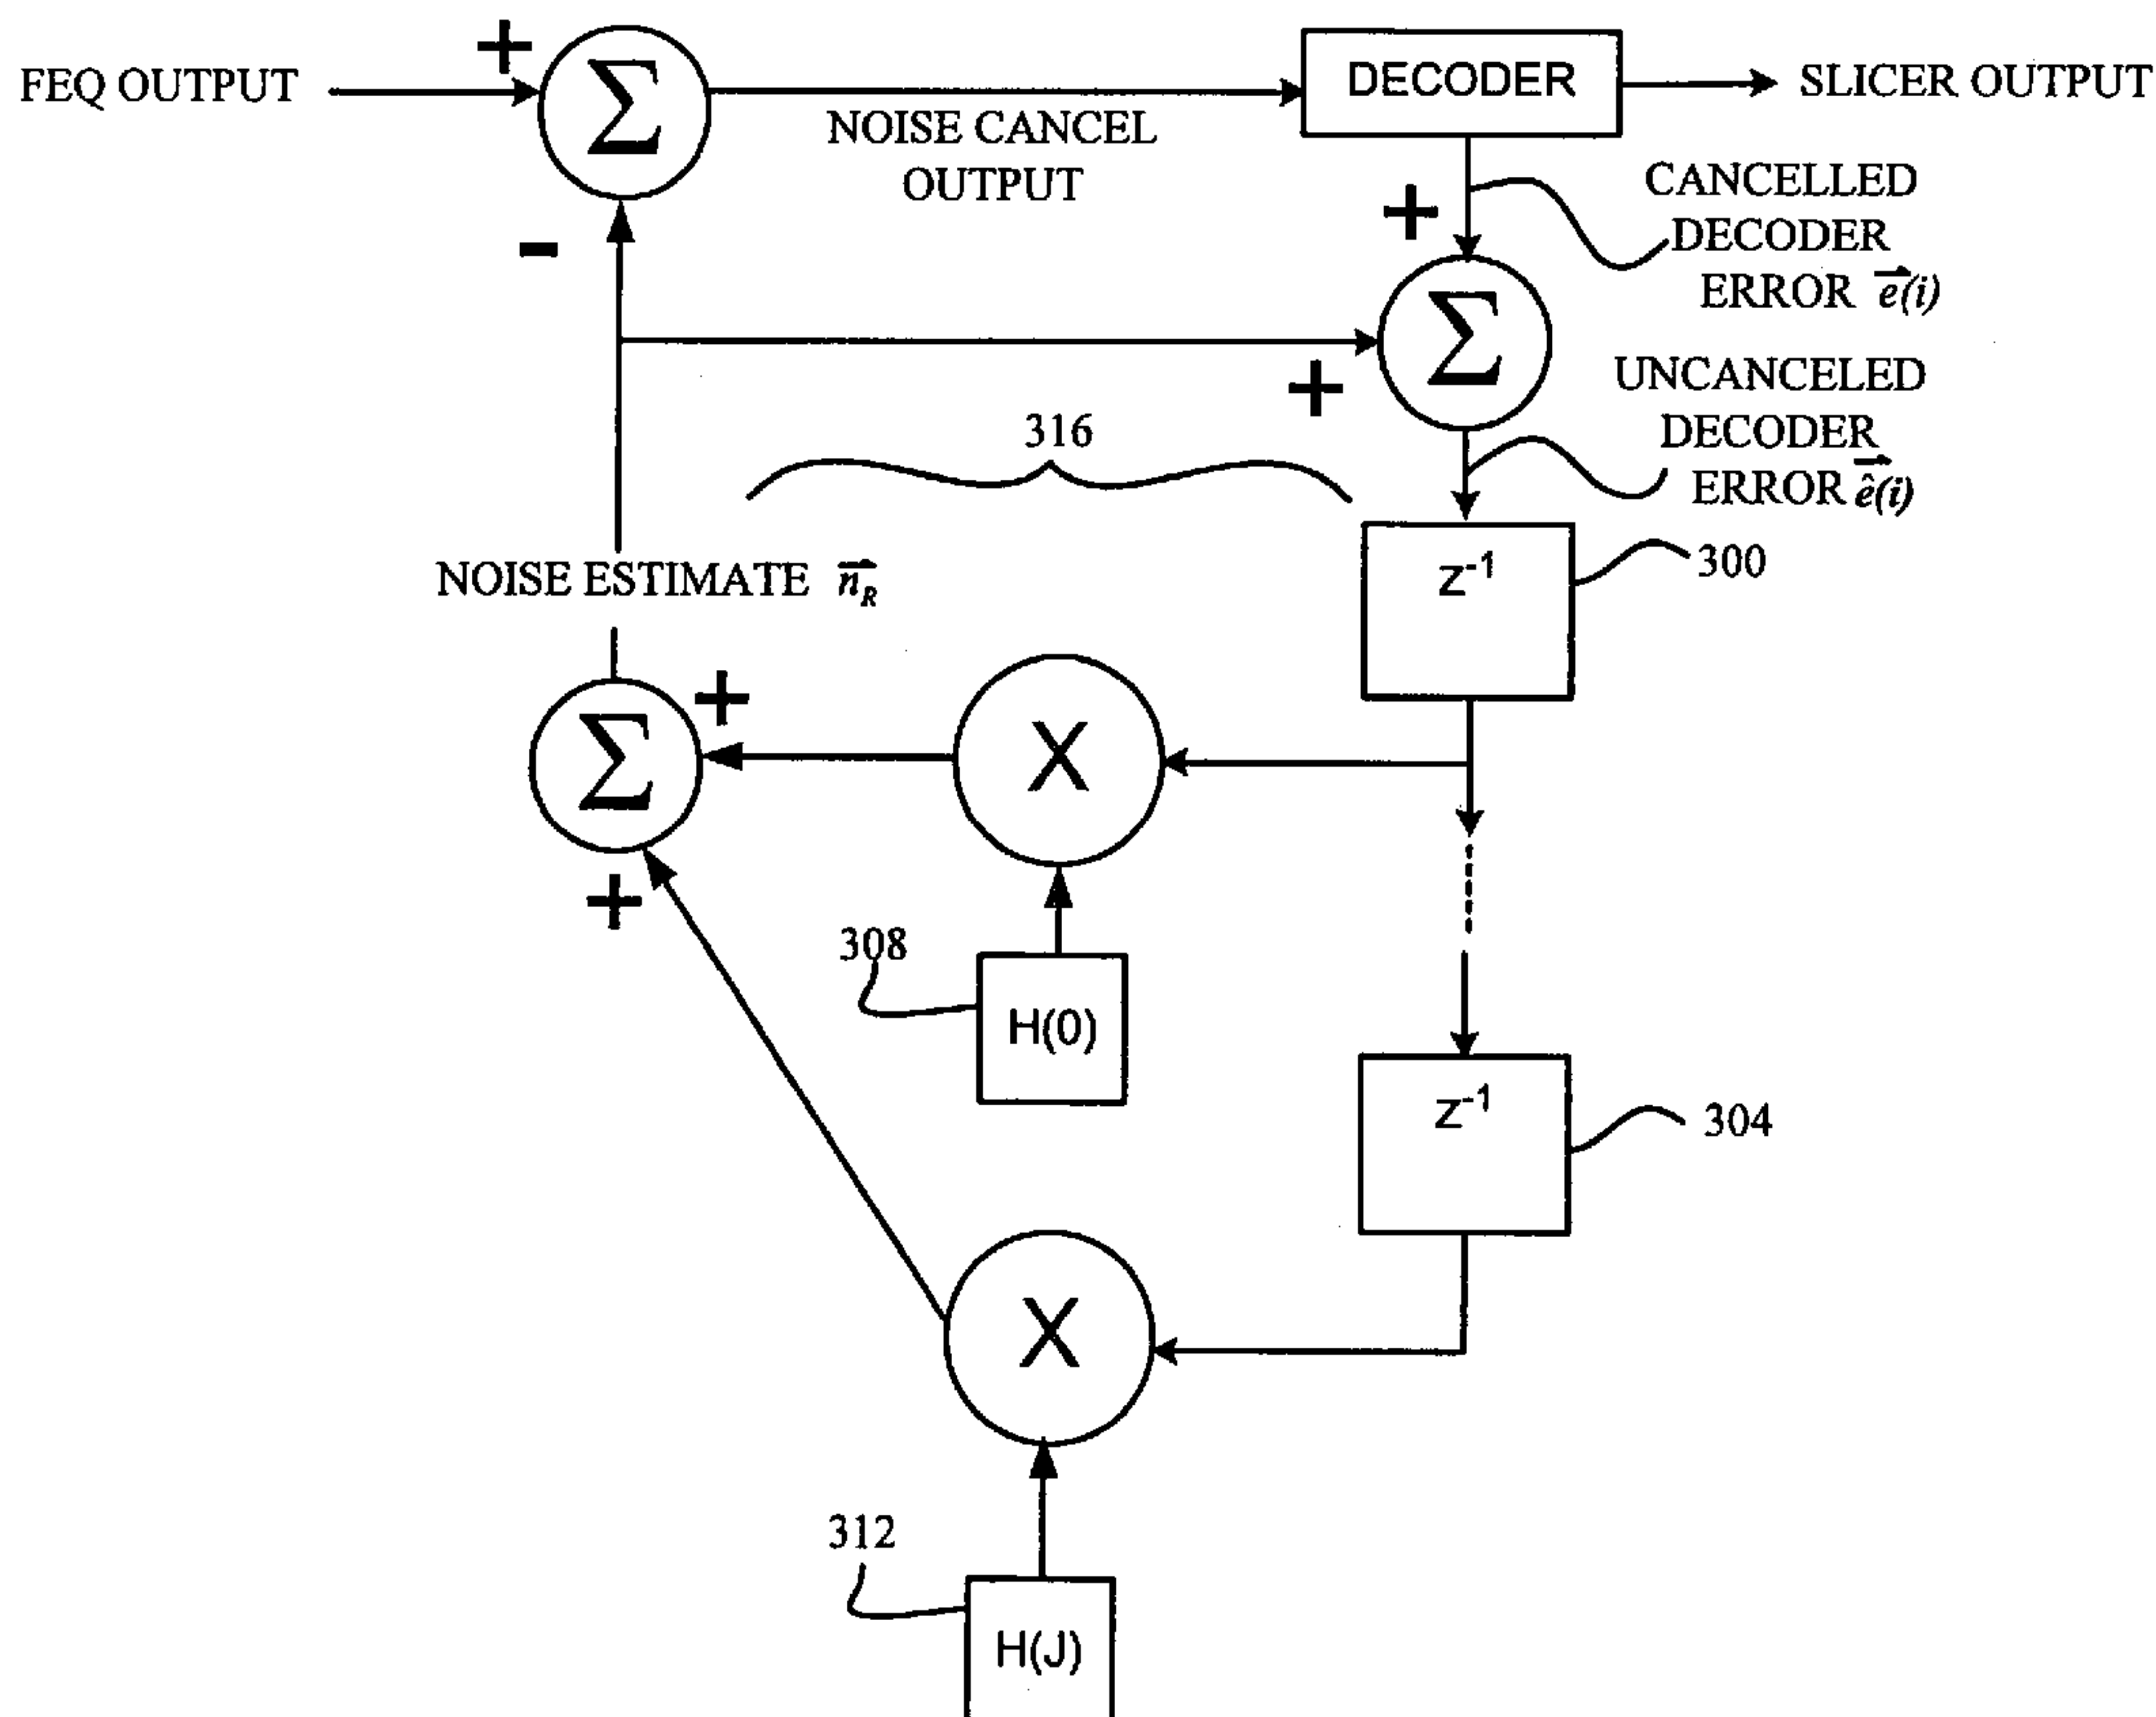 +
FEQ OUTPUT
Σ
DECODER
SLICER OUTPUT
NOISE CANCEL
OUTPUT
CANCELLED
DECODER
ERROR e(i)
+
-
Σ
+
UNCANCELED
DECODER
ERROR ê(i)
316
z⁻¹
300
NOISE ESTIMATE n_R
+
Σ
X
+
308
H(0)
z⁻¹
304
X
312
H(J)